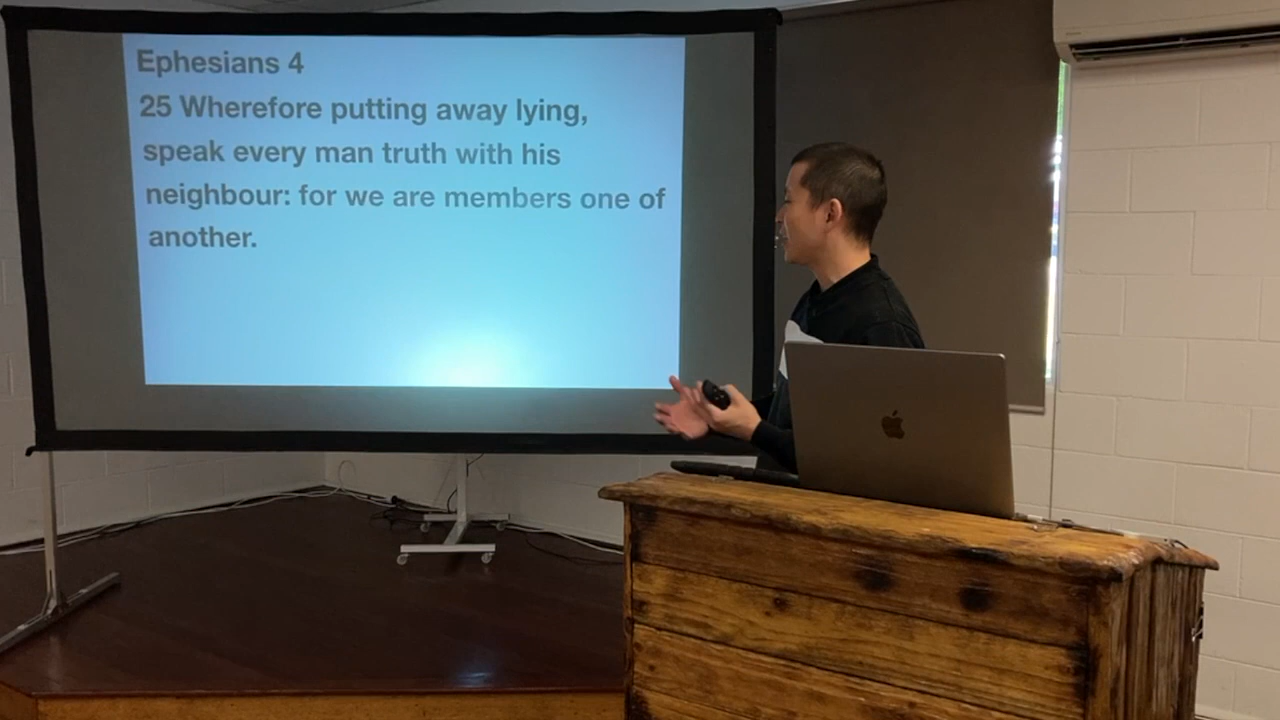 Ephesians 4
25 Wherefore putting away lying,
speak every man truth with his
neighbour: for we are members one of
another.